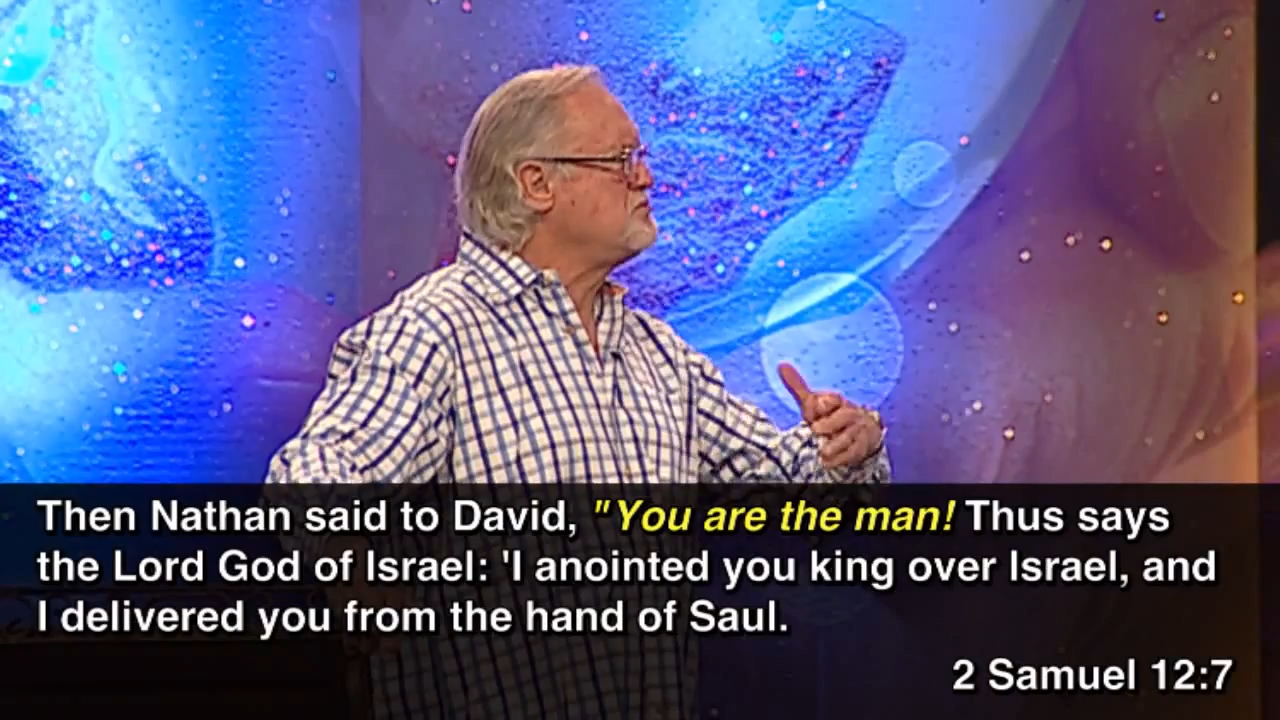 Then Nathan said to David, "You are the man! Thus says
the Lord God of Israel: 'I anointed you king over Israel, and
I delivered you from the hand of Saul.
2 Samuel 12:7